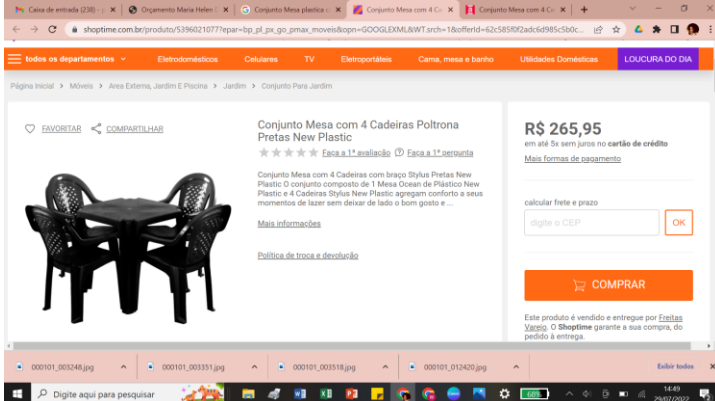 Caixa de entrada (238) -
Orçamento Maria Helen
Conjunto Mesa plastica
Conjunto Mesa com 4 C
Conjunto Mesa com 4 C
shoptime.com.br/produto/5396021077?epar=bp_pl_px_go_pmax_moveis&opn=GOOGLEXML&WT.srch=1&offerId=62c585f0f2adc6d985c5b0c...
todos os departamentos
Eletrodomésticos
Celulares
TV
Eletroportáteis
Cama, mesa e banho
Utilidades Domésticas
LOUCURA DO DIA
Página Inicial > Móveis > Area Externa, Jardim E Piscina > Jardim > Conjunto Para Jardim
FAVORITAR
COMPARTILHAR
Conjunto Mesa com 4 Cadeiras Poltrona
Pretas New Plastic
Faça a 1ª avaliação
Faça a 1ª pergunta
Conjunto Mesa com 4 Cadeiras com braço Stylus Pretas New
Plastic O conjunto composto de 1 Mesa Ocean de Plástico New
Plastic e 4 Cadeiras Stylus New Plastic agregam conforto a seus
momentos de lazer sem deixar de lado o bom gosto e ...
Mais informações
Política de troca e devolução
R$ 265,95
em até 5x sem juros no cartão de crédito
Mais formas de pagamento
calcular frete e prazo
digite o CEP
OK
COMPRAR
Este produto é vendido e entregue por Freitas
Varejo. O Shoptime garante a sua compra, do
pedido à entrega.
000101_003248.jpg
000101_003351.jpg
000101_003518.jpg
000101_012420.jpg
Exibir todos
Digite aqui para pesquisar
68%
14:49
29/07/2022